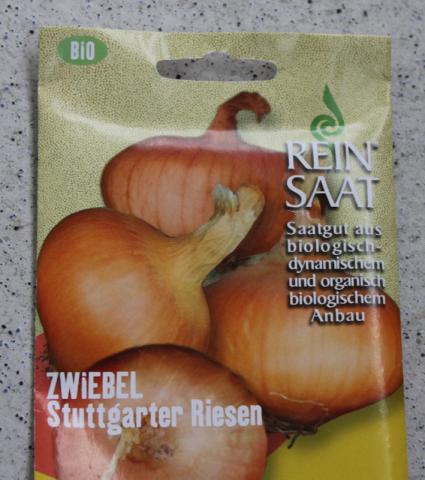 BiO
REIN
SAAT
Saatgut aus
biologisch-
dynamischem
und organisch
biologischem
Anbau
ZWiEBEL
Stuttgarter Riesen